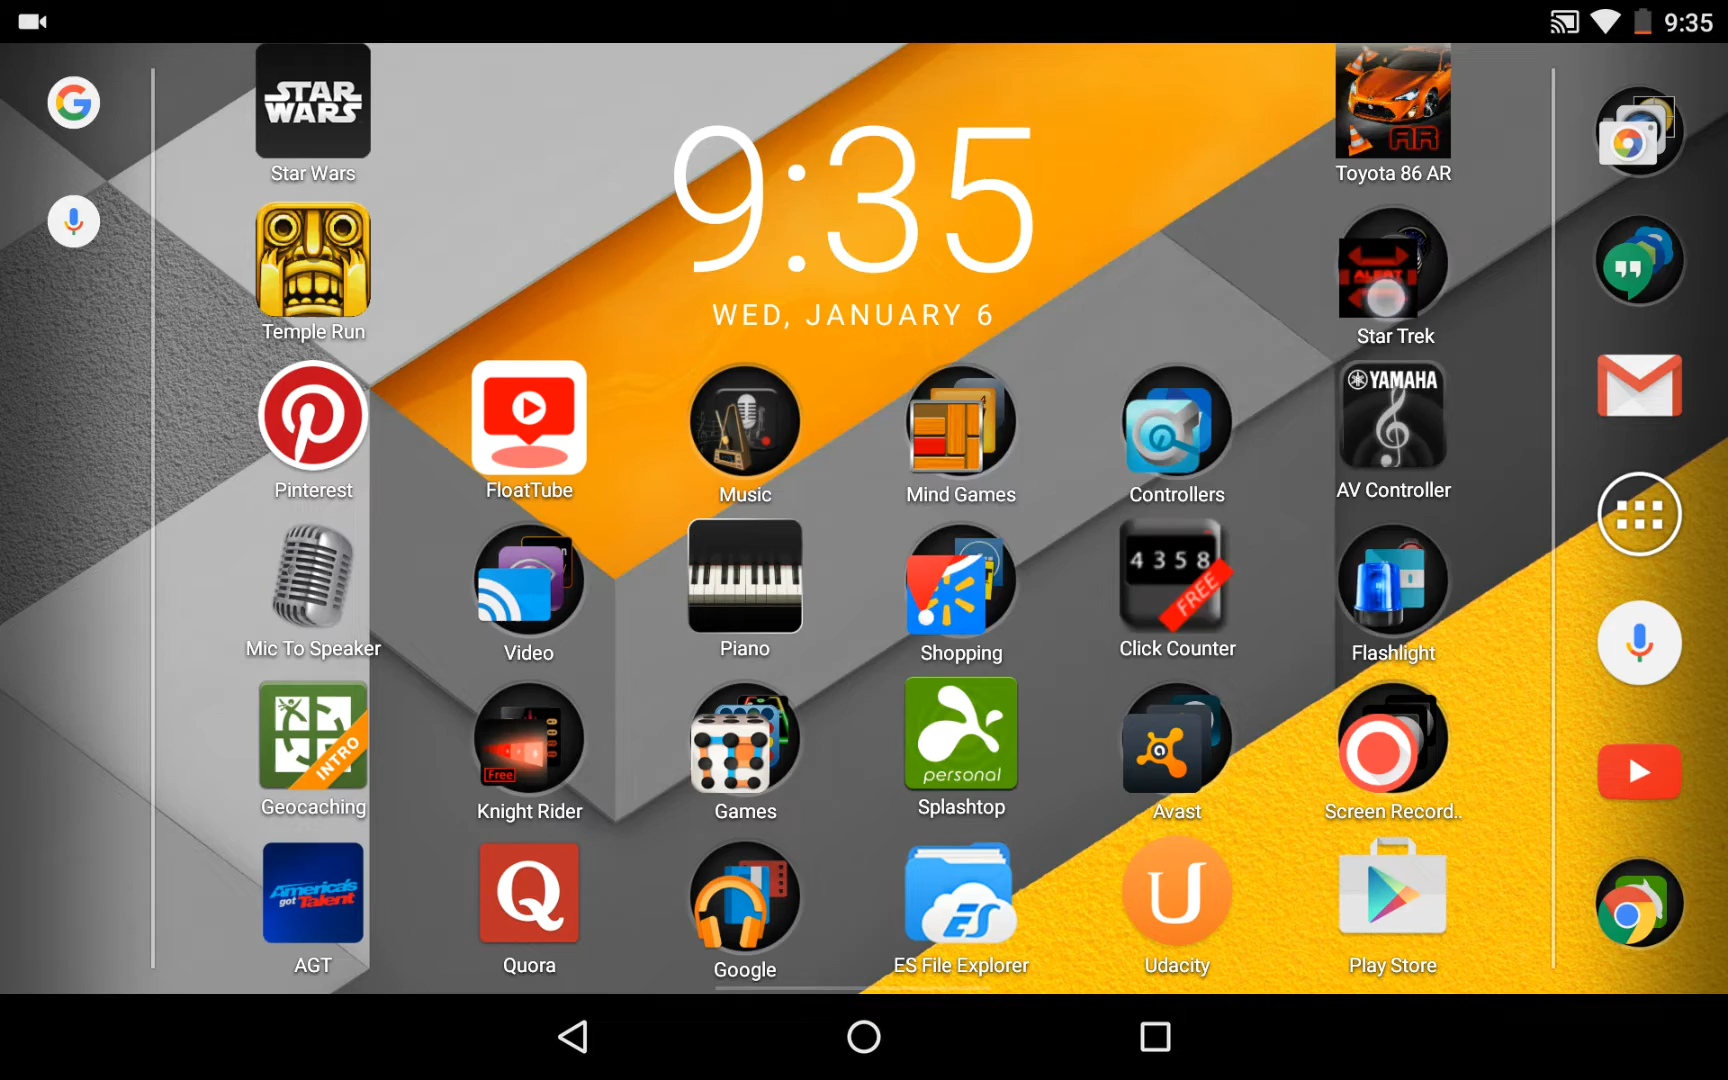 9:35
STAR
WARS
Star Wars
AR
Toyota 86 AR
9:35
WED, JANUARY 6
Temple Run
ALERT
Star Trek
Pinterest
FloatTube
Music
Mind Games
Controllers
YAMAHA
AV Controller
Mic To Speaker
Video
Piano
Shopping
4358
FREE
Click Counter
Flashlight
INTRO
Geocaching
Free
Knight Rider
Games
personal
Splashtop
Avast
Screen Record..
America's
got Talent
AGT
Q
Quora
Google
ES
ES File Explorer
U
Udacity
Play Store